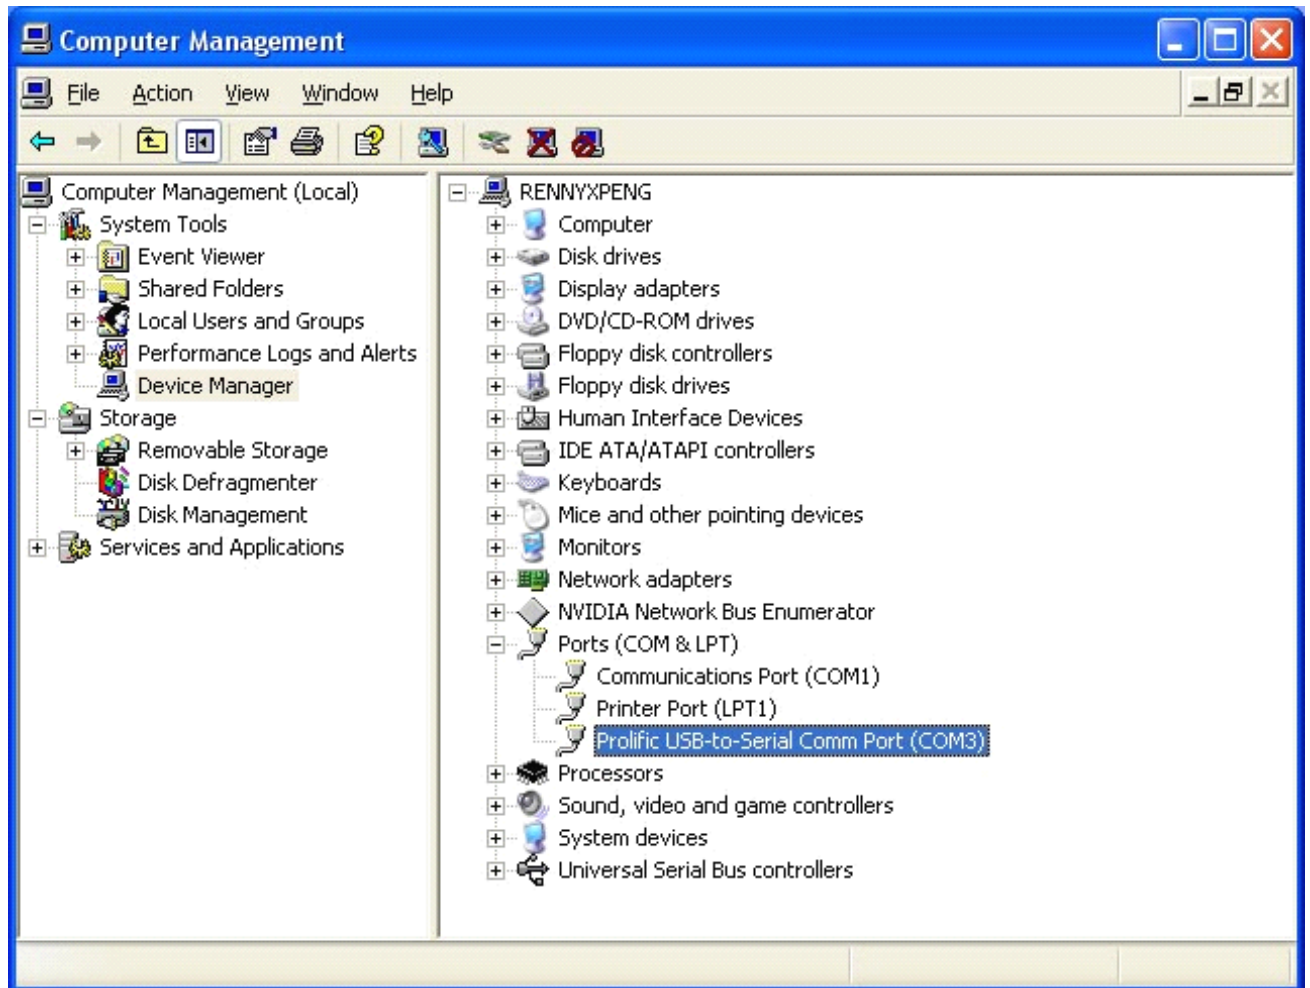 Computer Management
File Action View Window Help
Computer Management (Local)
System Tools
Event Viewer
Shared Folders
Local Users and Groups
Performance Logs and Alerts
Device Manager
Storage
Removable Storage
Disk Defragmenter
Disk Management
Services and Applications
RENNYXPENG
Computer
Disk drives
Display adapters
DVD/CD-ROM drives
Floppy disk controllers
Floppy disk drives
Human Interface Devices
IDE ATA/ATAPI controllers
Keyboards
Mice and other pointing devices
Monitors
Network adapters
NVIDIA Network Bus Enumerator
Ports (COM & LPT)
Communications Port (COM1)
Printer Port (LPT1)
Prolific USB-to-Serial Comm Port (COM3)
Processors
Sound, video and game controllers
System devices
Universal Serial Bus controllers